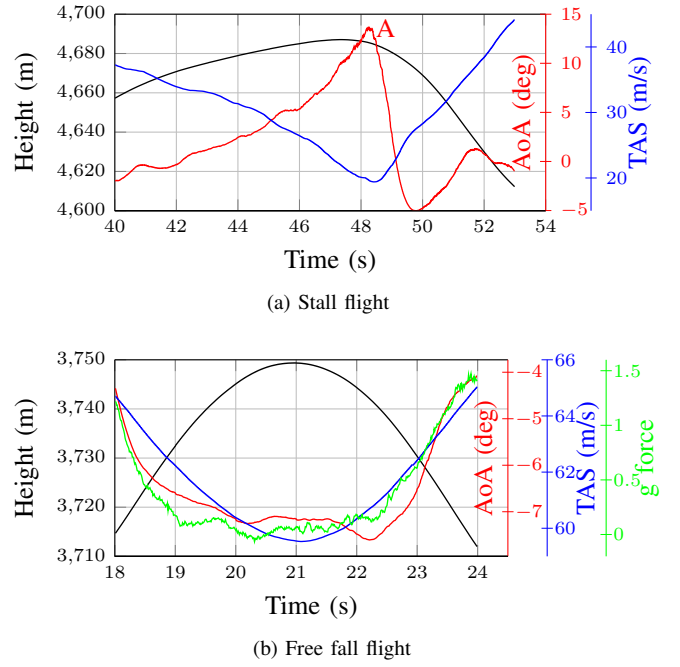 4,700
4,680
4,660
4,640
4,620
4,600
Height (m)
40 42 44 46 48 50 52 54
Time (s)
A
15
10
5
0
−5
AoA (deg)
40
30
20
TAS (m/s)
(a) Stall flight
3,750
3,740
3,730
3,720
3,710
Height (m)
18 19 20 21 22 23 24
Time (s)
−4
−5
−6
−7
AoA (deg)
66
64
62
60
TAS (m/s)
1.5
1
0.5
0
g force
(b) Free fall flight